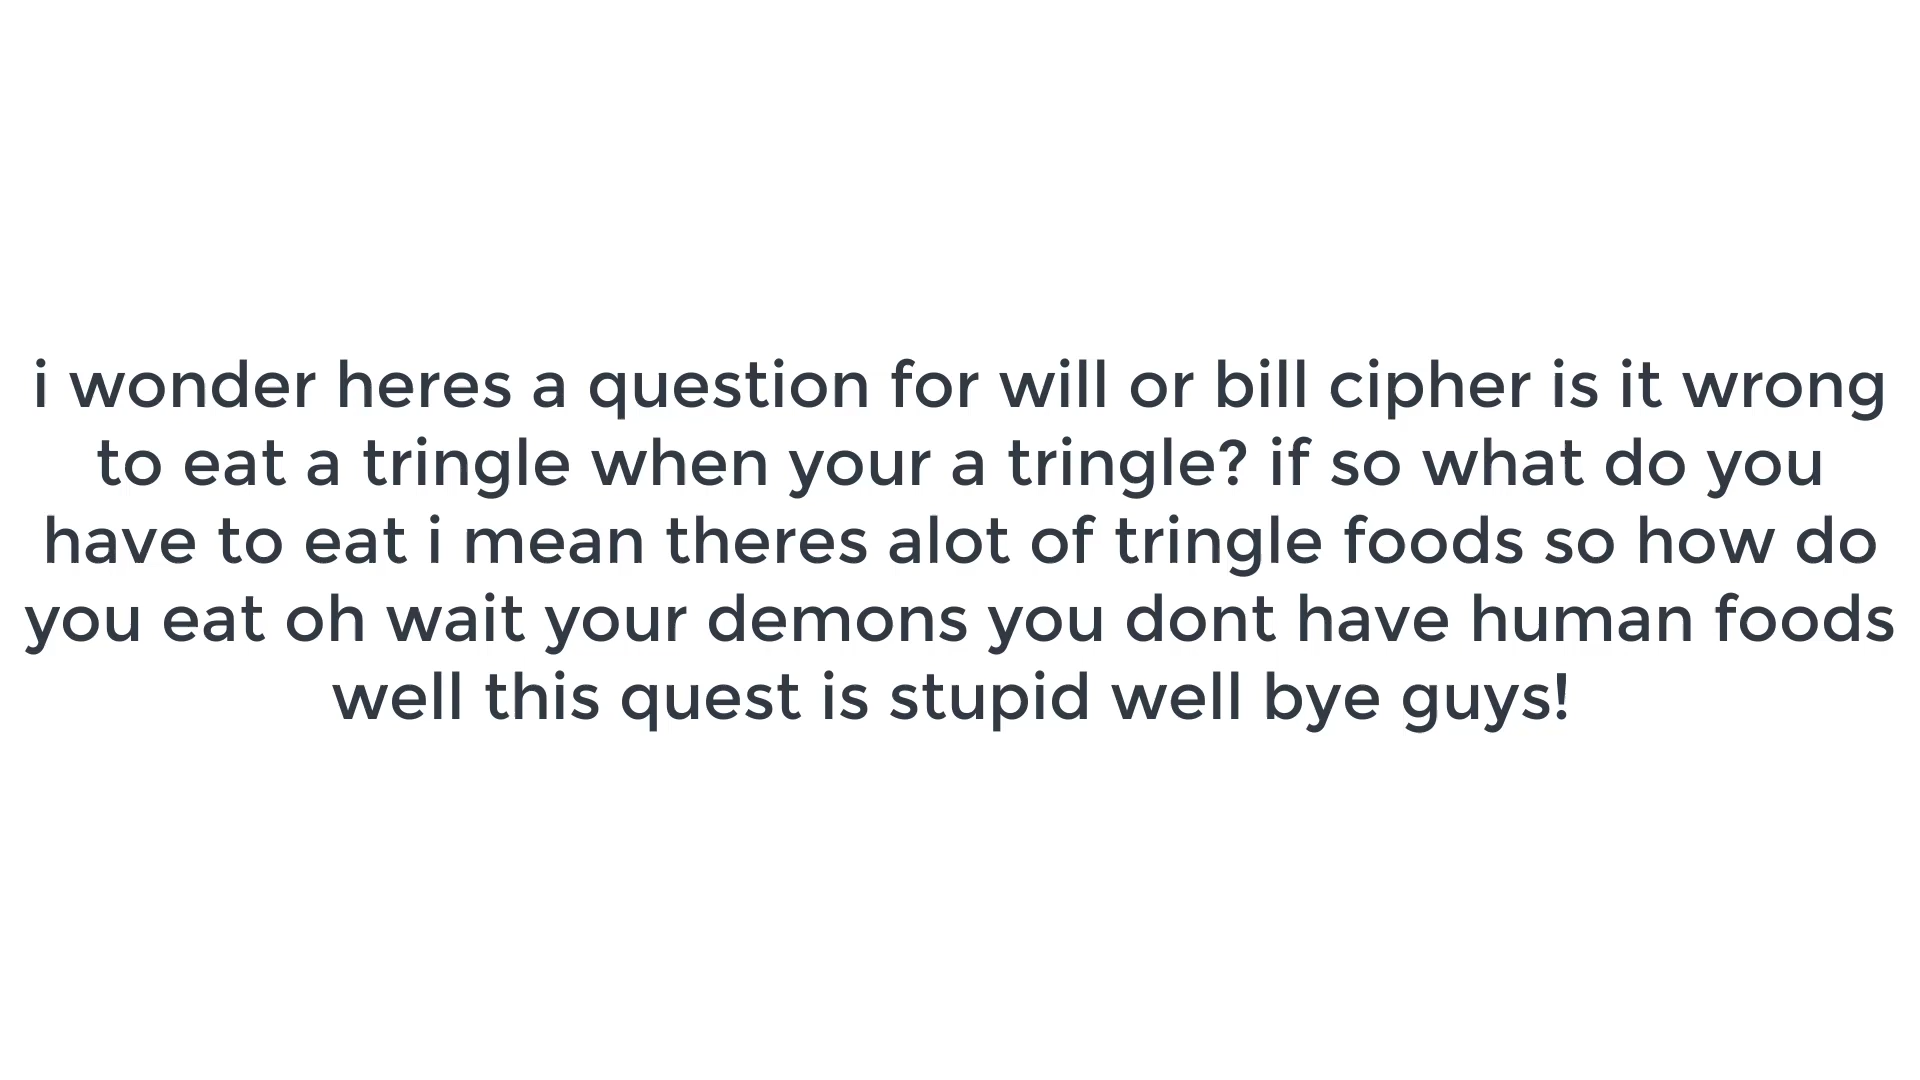 i wonder heres a question for will or bill cipher is it wrong
to eat a tringle when your a tringle? if so what do you
have to eat i mean theres alot of tringle foods so how do
you eat oh wait your demons you dont have human foods
well this quest is stupid well bye guys!